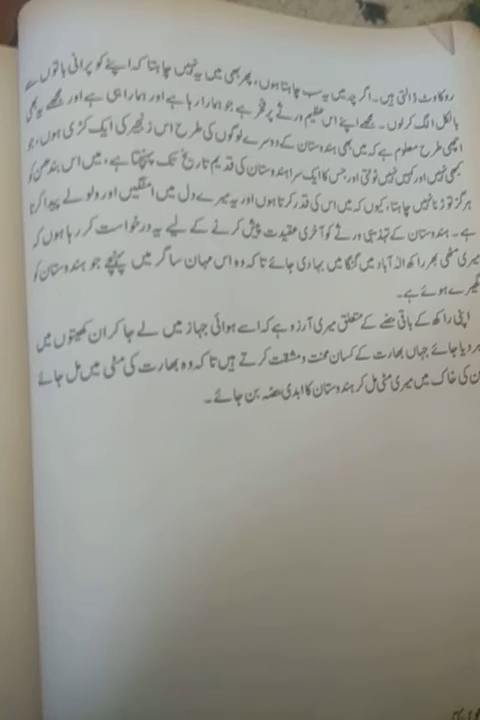 روکاوٹ ڈالتی ہیں۔ اگرچہ میں یہ سب چاہتا ہوں، پھر بھی میں یہ نہیں چاہتا کہ اپنے کو پرانی باتوں سے
بالکل الگ کرلوں۔ مجھے اپنے اس عظیم ورثے پر فخر ہے جو ہمارا رہا ہے اور ہمارا ہی ہے اور مجھے یہ بھی
اچھی طرح معلوم ہے کہ میں بھی ہندوستان کے دوسرے لوگوں کی طرح اس زنجیر کی ایک کڑی ہوں، جو
کبھی نہیں اور کہیں نہیں ٹوٹتی اور جس کا ایک سرا ہندوستان کی قدیم تاریخ تک پہنچتا ہے، میں اس بندھن کو
ہرگز توڑنا نہیں چاہتا، کیوں کہ میں اس کی قدر کرتا ہوں اور یہ میرے دل میں امنگیں اور ولولے پیدا کرتا
ہے۔ ہندوستان کے تہذیبی ورثے کو آخری عقیدت پیش کرنے کے لیے یہ درخواست کر رہا ہوں کہ
میری مٹھی بھر راکھ الٰہ آباد میں گنگا میں بہا دی جائے تاکہ وہ اس مہان ساگر میں پہنچے جو ہندوستان کو
گھیرے ہوئے ہے۔
اپنی راکھ کے باقی حصّے کے متعلق میری آرزو ہے کہ اسے ہوائی جہاز میں لے جا کر ان کھیتوں میں
دیا جائے جہاں بھارت کے کسان محنت و مشقت کرتے ہیں تاکہ وہ بھارت کی مٹی میں مل جائے
ن کی خاک میں میری مٹی مل کر ہندوستان کا ابدی حصّہ بن جائے۔